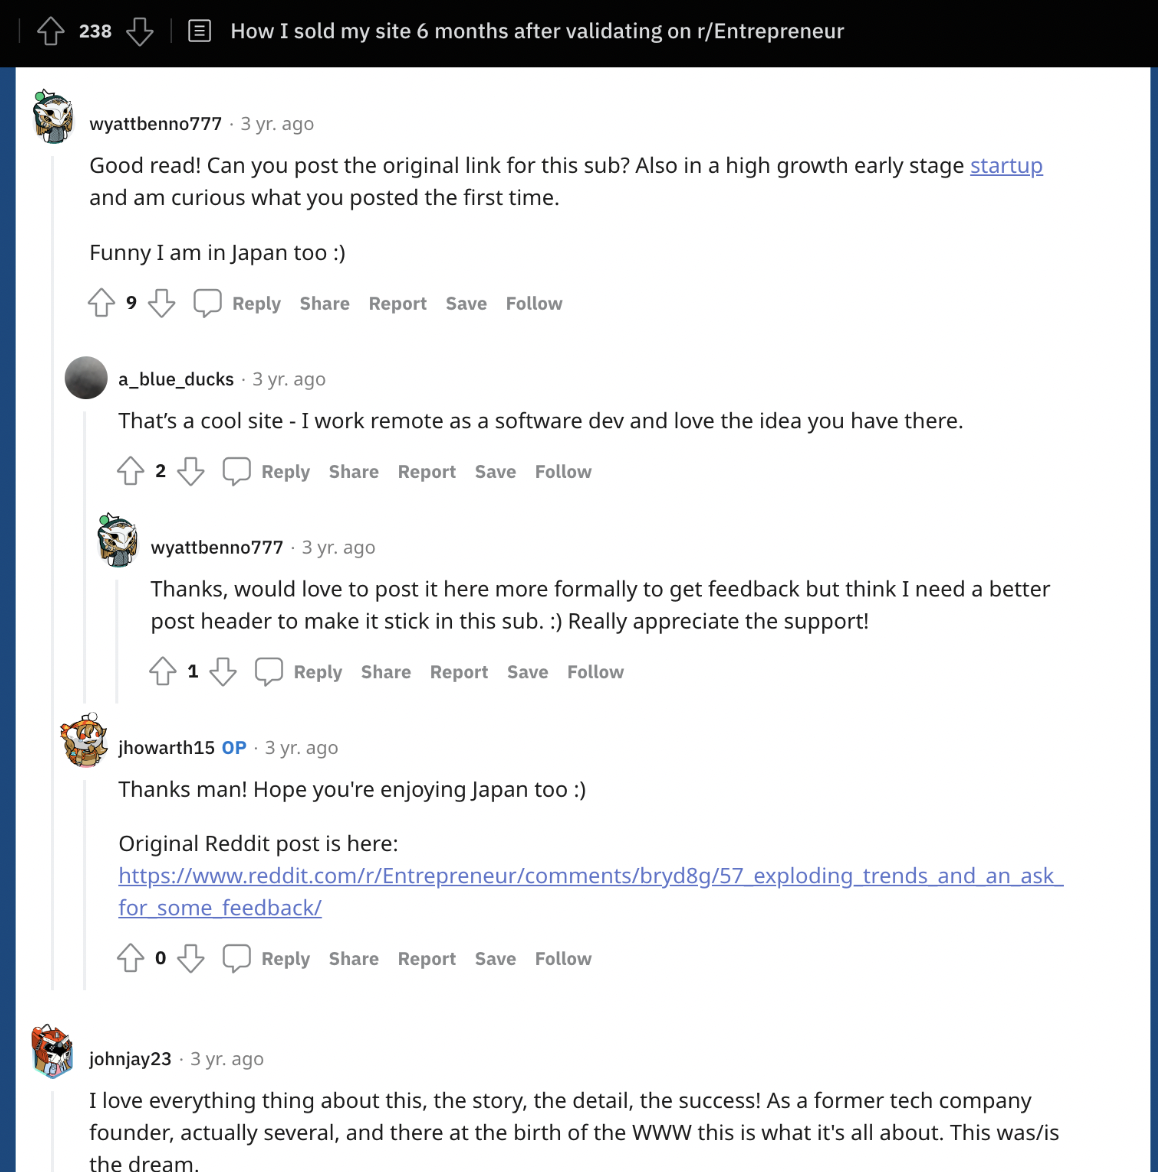 238 How I sold my site 6 months after validating on r/Entrepreneur
wyattbenno777 · 3 yr. ago
Good read! Can you post the original link for this sub? Also in a high growth early stage startup
and am curious what you posted the first time.
Funny I am in Japan too :)
9 Reply Share Report Save Follow
a_blue_ducks · 3 yr. ago
That’s a cool site - I work remote as a software dev and love the idea you have there.
2 Reply Share Report Save Follow
wyattbenno777 · 3 yr. ago
Thanks, would love to post it here more formally to get feedback but think I need a better
post header to make it stick in this sub. :) Really appreciate the support!
1 Reply Share Report Save Follow
jhowarth15 OP · 3 yr. ago
Thanks man! Hope you're enjoying Japan too :)
Original Reddit post is here:
https://www.reddit.com/r/Entrepreneur/comments/bryd8g/57_exploding_trends_and_an_ask_
for_some_feedback/
0 Reply Share Report Save Follow
johnjay23 · 3 yr. ago
I love everything thing about this, the story, the detail, the success! As a former tech company
founder, actually several, and there at the birth of the WWW this is what it's all about. This was/is
the dream.